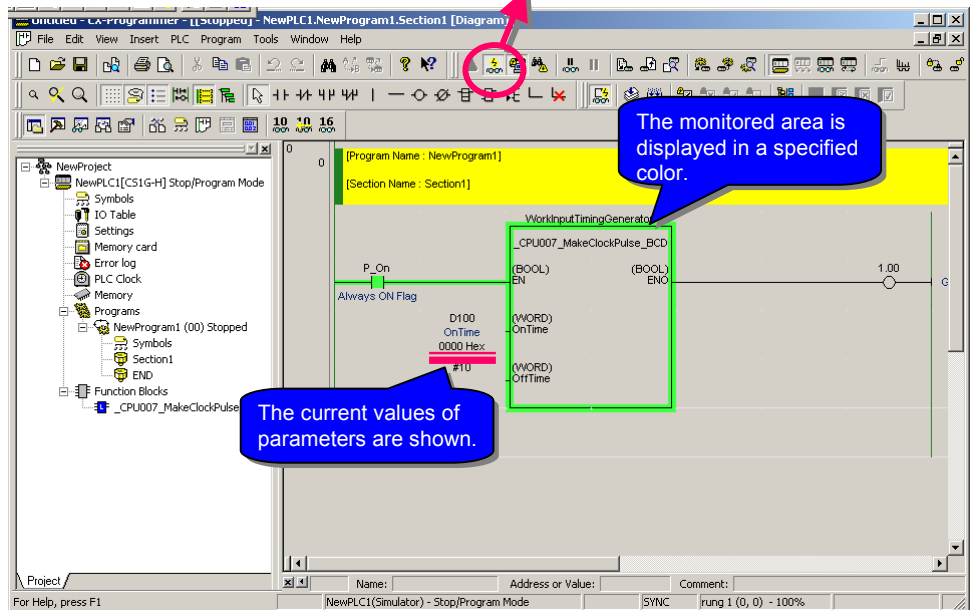 Untitled - CX-Programmer - [[Stopped] - NewPLC1.NewProgram1.Section1 [Diagram]
File Edit View Insert PLC Program Tools Window Help
10 10 16
The monitored area is
displayed in a specified
color.
NewProject
NewPLC1[CS1G-H] Stop/Program Mode
Symbols
IO Table
Settings
Memory card
Error log
PLC Clock
Memory
Programs
NewProgram1 (00) Stopped
Symbols
Section1
END
Function Blocks
_CPU007_MakeClockPulse
0
0
[Program Name : NewProgram1]
[Section Name : Section1]
WorkInputTimingGenerato
_CPU007_MakeClockPulse_BCD
P_On
(BOOL)
(BOOL)
1.00
EN
ENO
Always ON Flag
D100
(WORD)
OnTime
OnTime
0000 Hex
#10
(WORD)
OffTime
The current values of
parameters are shown.
Project
Name:
Address or Value:
Comment:
For Help, press F1
NewPLC1(Simulator) - Stop/Program Mode
SYNC
rung 1 (0, 0) - 100%